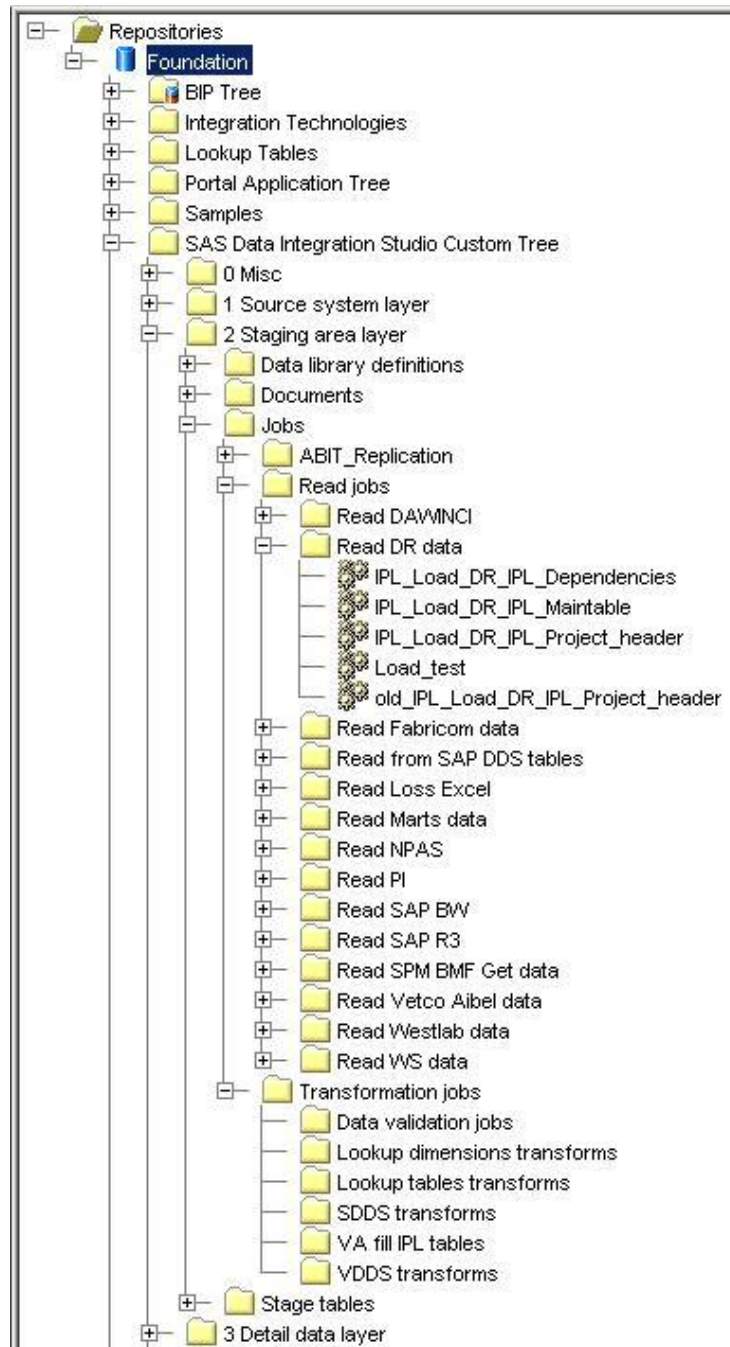 Repositories
Foundation
BIP Tree
Integration Technologies
Lookup Tables
Portal Application Tree
Samples
SAS Data Integration Studio Custom Tree
0 Misc
1 Source system layer
2 Staging area layer
Data library definitions
Documents
Jobs
ABIT_Replication
Read jobs
Read DAWINCI
Read DR data
IPL_Load_DR_IPL_Dependencies
IPL_Load_DR_IPL_Maintable
IPL_Load_DR_IPL_Project_header
Load_test
old_IPL_Load_DR_IPL_Project_header
Read Fabricom data
Read from SAP DDS tables
Read Loss Excel
Read Marts data
Read NPAS
Read PI
Read SAP BW
Read SAP R3
Read SPM BMF Get data
Read Vetco Aibel data
Read Westlab data
Read WS data
Transformation jobs
Data validation jobs
Lookup dimensions transforms
Lookup tables transforms
SDDS transforms
VA fill IPL tables
VDDS transforms
Stage tables
3 Detail data layer